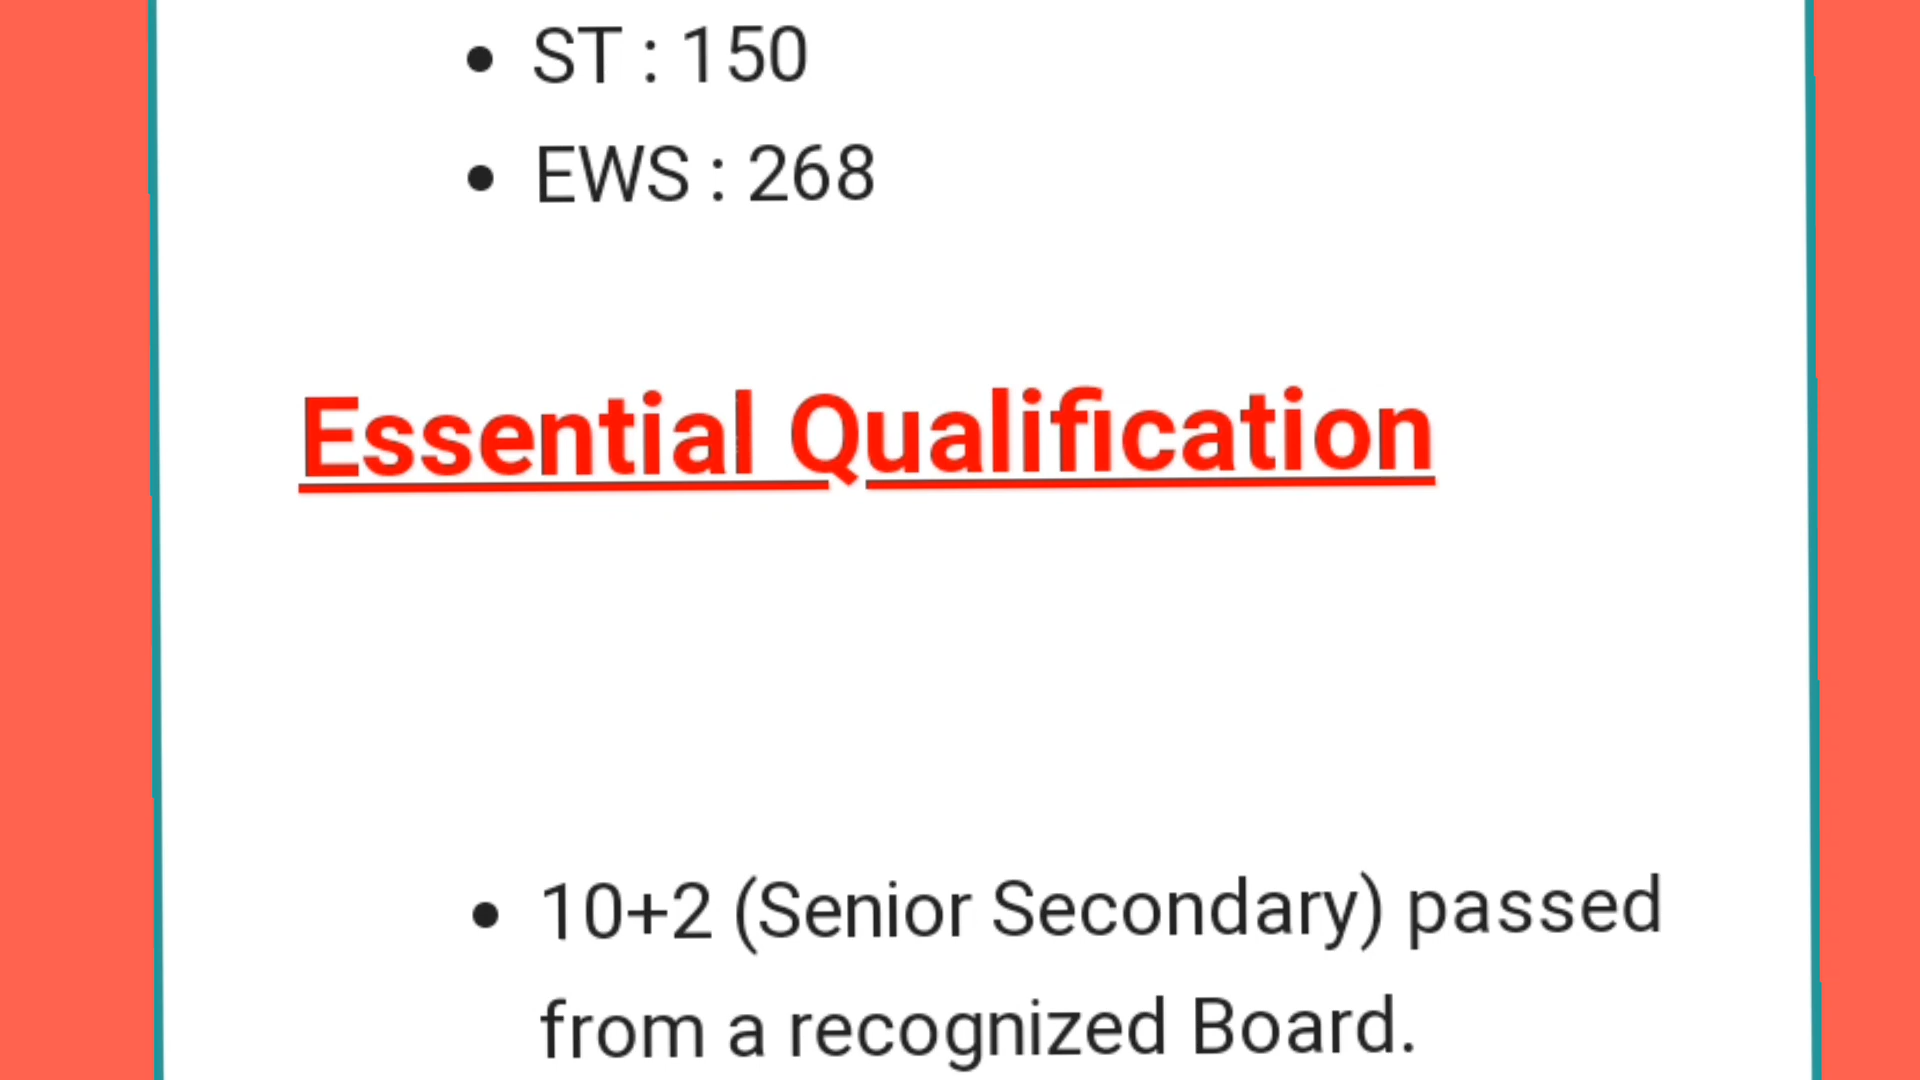 • ST : 150
• EWS : 268
Essential Qualification
• 10+2 (Senior Secondary) passed
from a recognized Board.